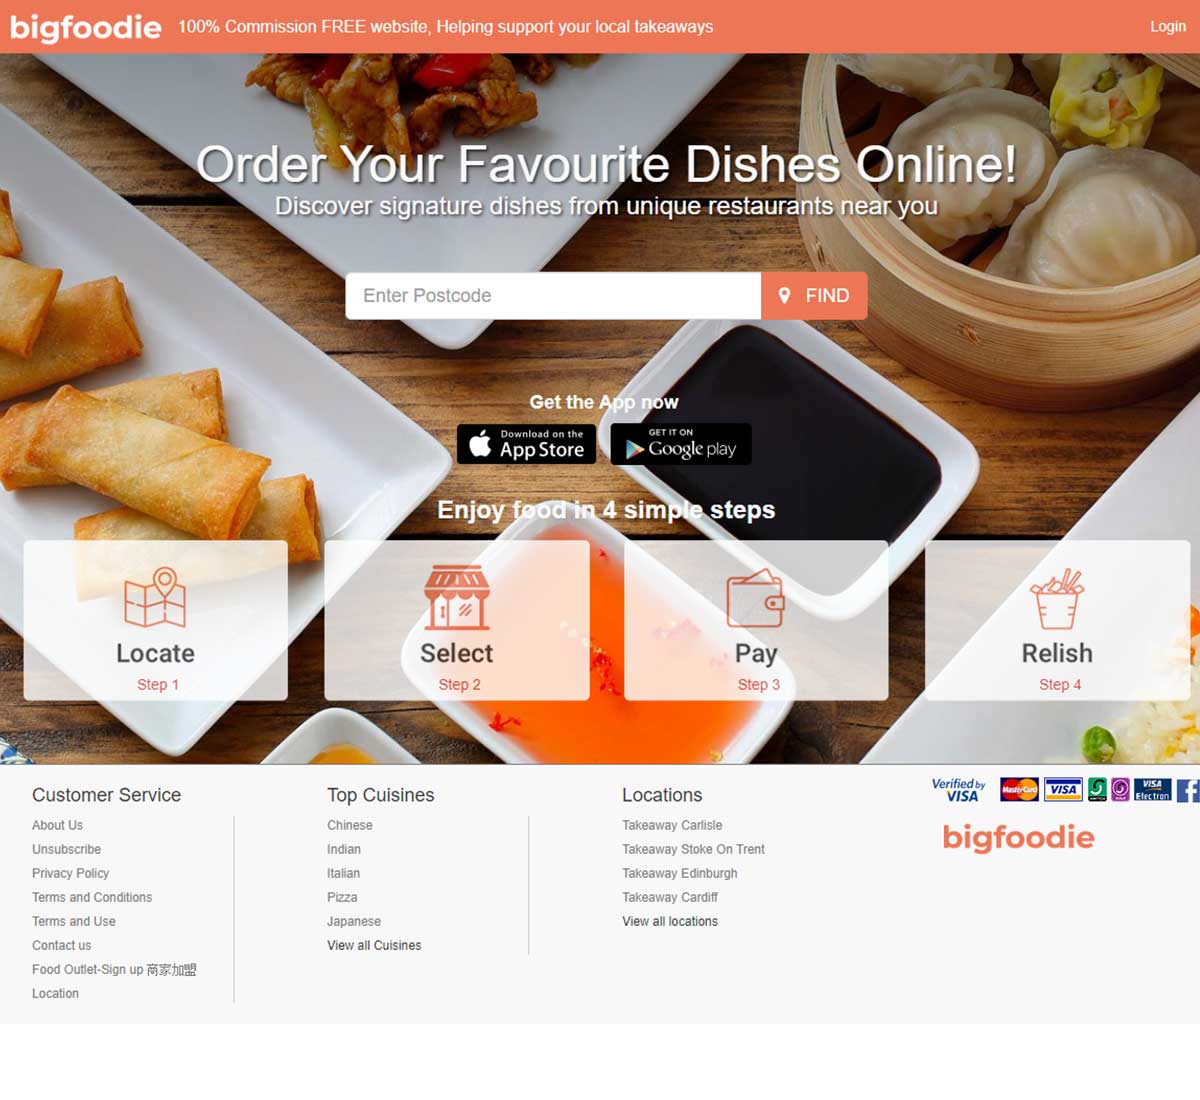 bigfoodie 100% Commission FREE website, Helping support your local takeaways Login
Order Your Favourite Dishes Online!
Discover signature dishes from unique restaurants near you
Enter Postcode FIND
Get the App now
Download on the App Store
GET IT ON Google play
Enjoy food in 4 simple steps
Locate
Step 1
Select
Step 2
Pay
Step 3
Relish
Step 4
Customer Service
About Us
Unsubscribe
Privacy Policy
Terms and Conditions
Terms and Use
Contact us
Food Outlet-Sign up 商家加盟
Location
Top Cuisines
Chinese
Indian
Italian
Pizza
Japanese
View all Cuisines
Locations
Takeaway Carlisle
Takeaway Stoke On Trent
Takeaway Edinburgh
Takeaway Cardiff
View all locations
Verified by VISA MasterCard VISA VISA Electron
bigfoodie